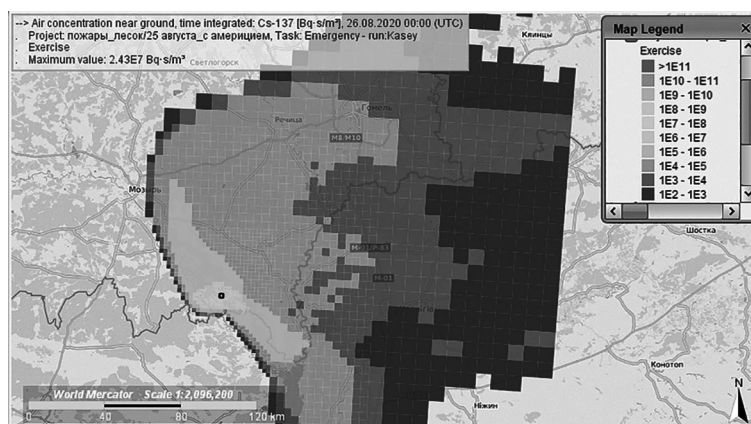 --> Air concentration near ground, time integrated: Cs-137 [Bq·s/m³], 26.08.2020 00:00 (UTC)
. Project: пожары_лесок/25 августа_с америцием, Task: Emergency - run:Kasey
. Exercise
. Maximum value: 2.43E7 Bq·s/m³
Светлогорск
Клинцы
Map Legend
Exercise
>1E11
1E10 - 1E11
1E9 - 1E10
1E8 - 1E9
1E7 - 1E8
1E6 - 1E7
1E5 - 1E6
1E4 - 1E5
1E3 - 1E4
1E2 - 1E3
Гомель
Речица
M8/M10
Мозырь
Шостка
M-01
Конотоп
Ніжин
World Mercator Scale 1:2,096,200
0 40 80 120 km
N